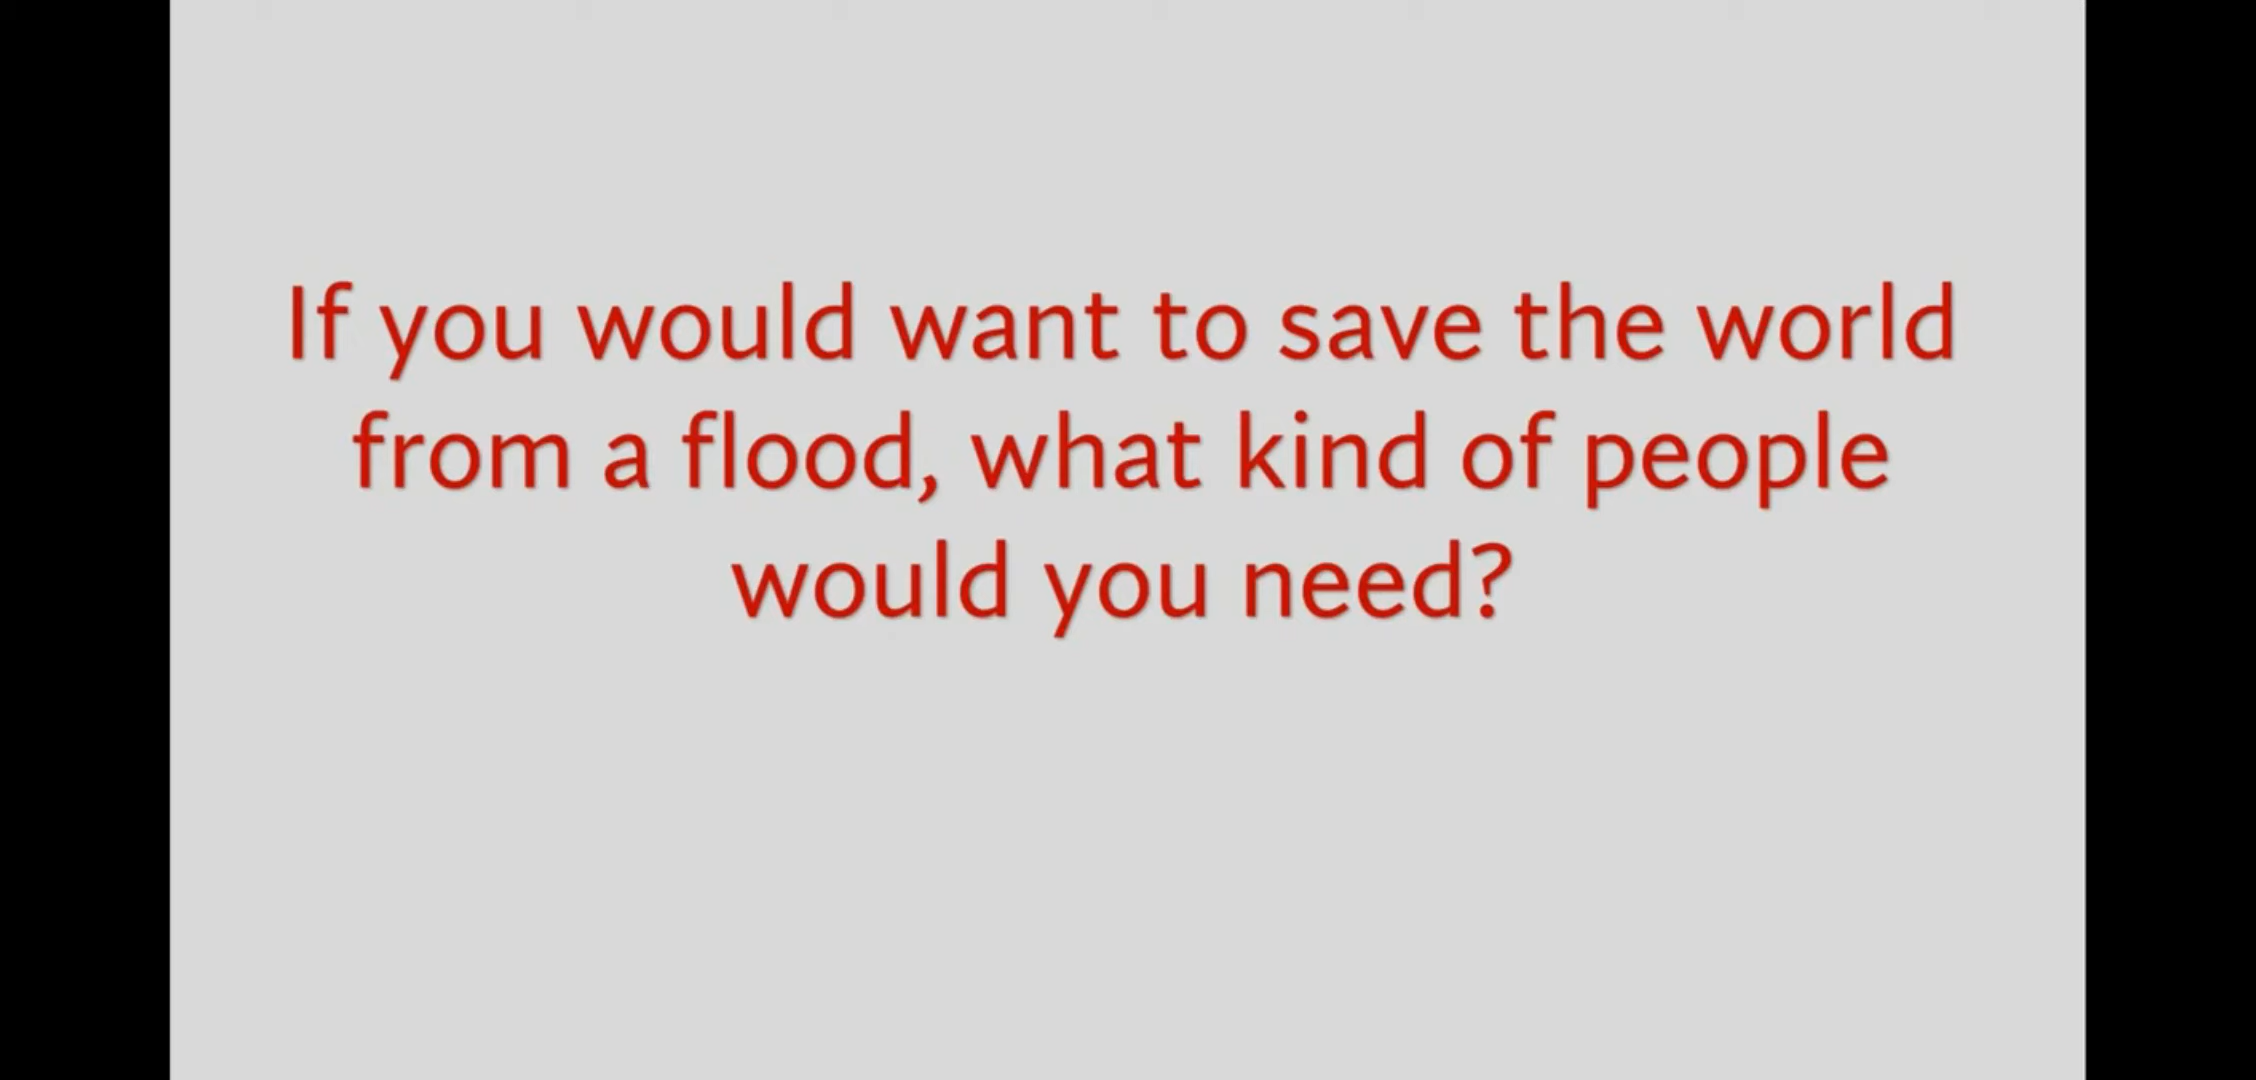 If you would want to save the world
from a flood, what kind of people
would you need?